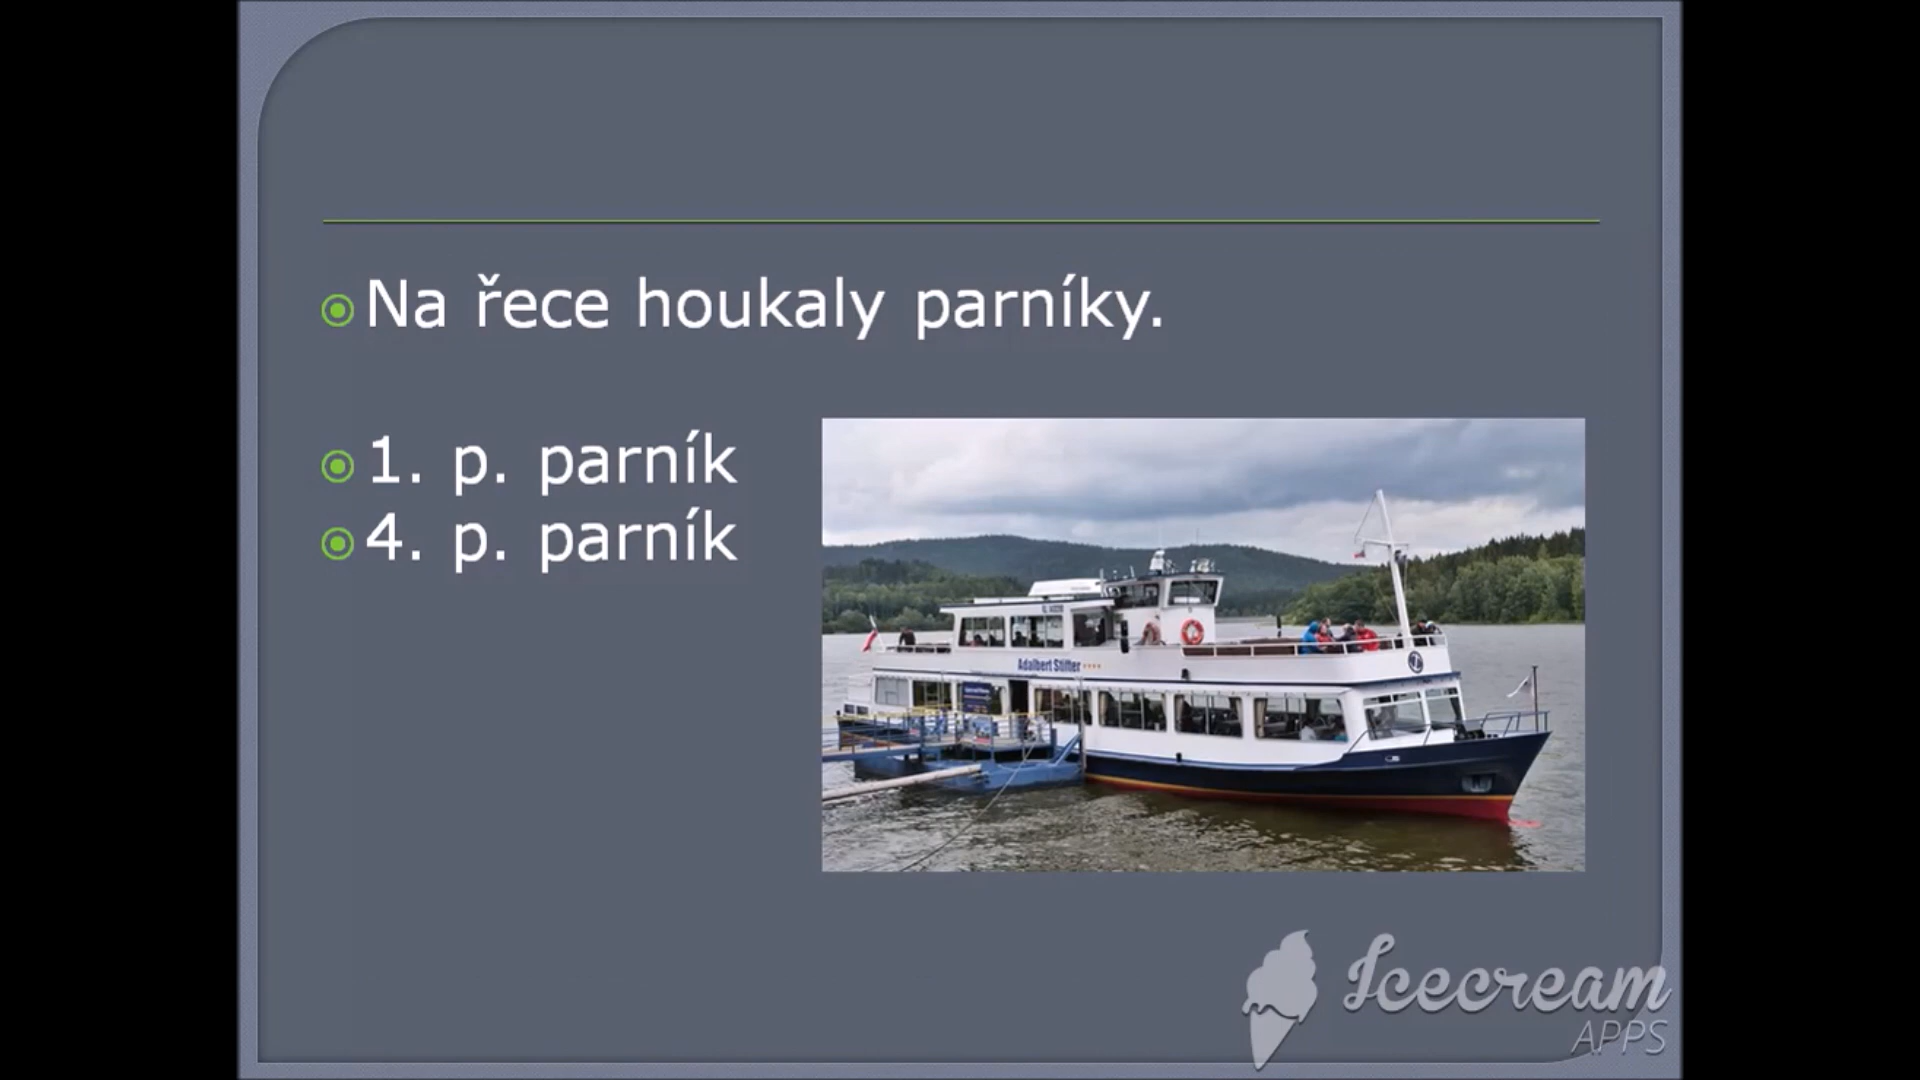 Na řece houkaly parníky.
1. p. parník
4. p. parník
Adalbert Stifter
Icecream
APPS